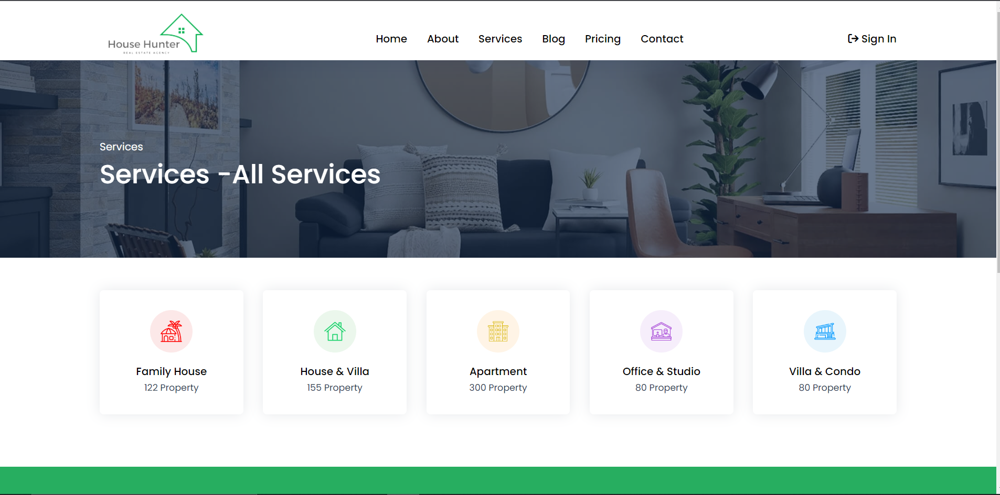 House Hunter
REAL ESTATE AGENCY
Home About Services Blog Pricing Contact
Sign In
Services
Services -All Services
Family House
122 Property
House & Villa
155 Property
Apartment
300 Property
Office & Studio
80 Property
Villa & Condo
80 Property